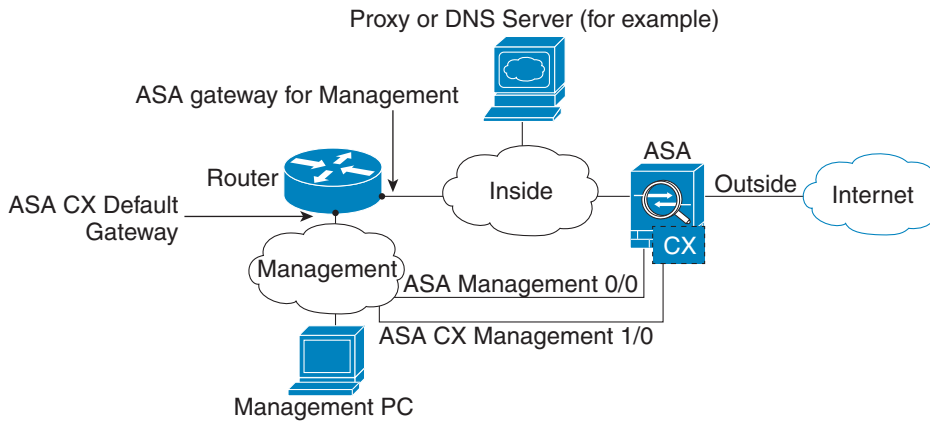 Proxy or DNS Server (for example)
ASA gateway for Management
ASA
Router
Inside
Outside
Internet
ASA CX Default
Gateway
CX
Management
ASA Management 0/0
ASA CX Management 1/0
Management PC